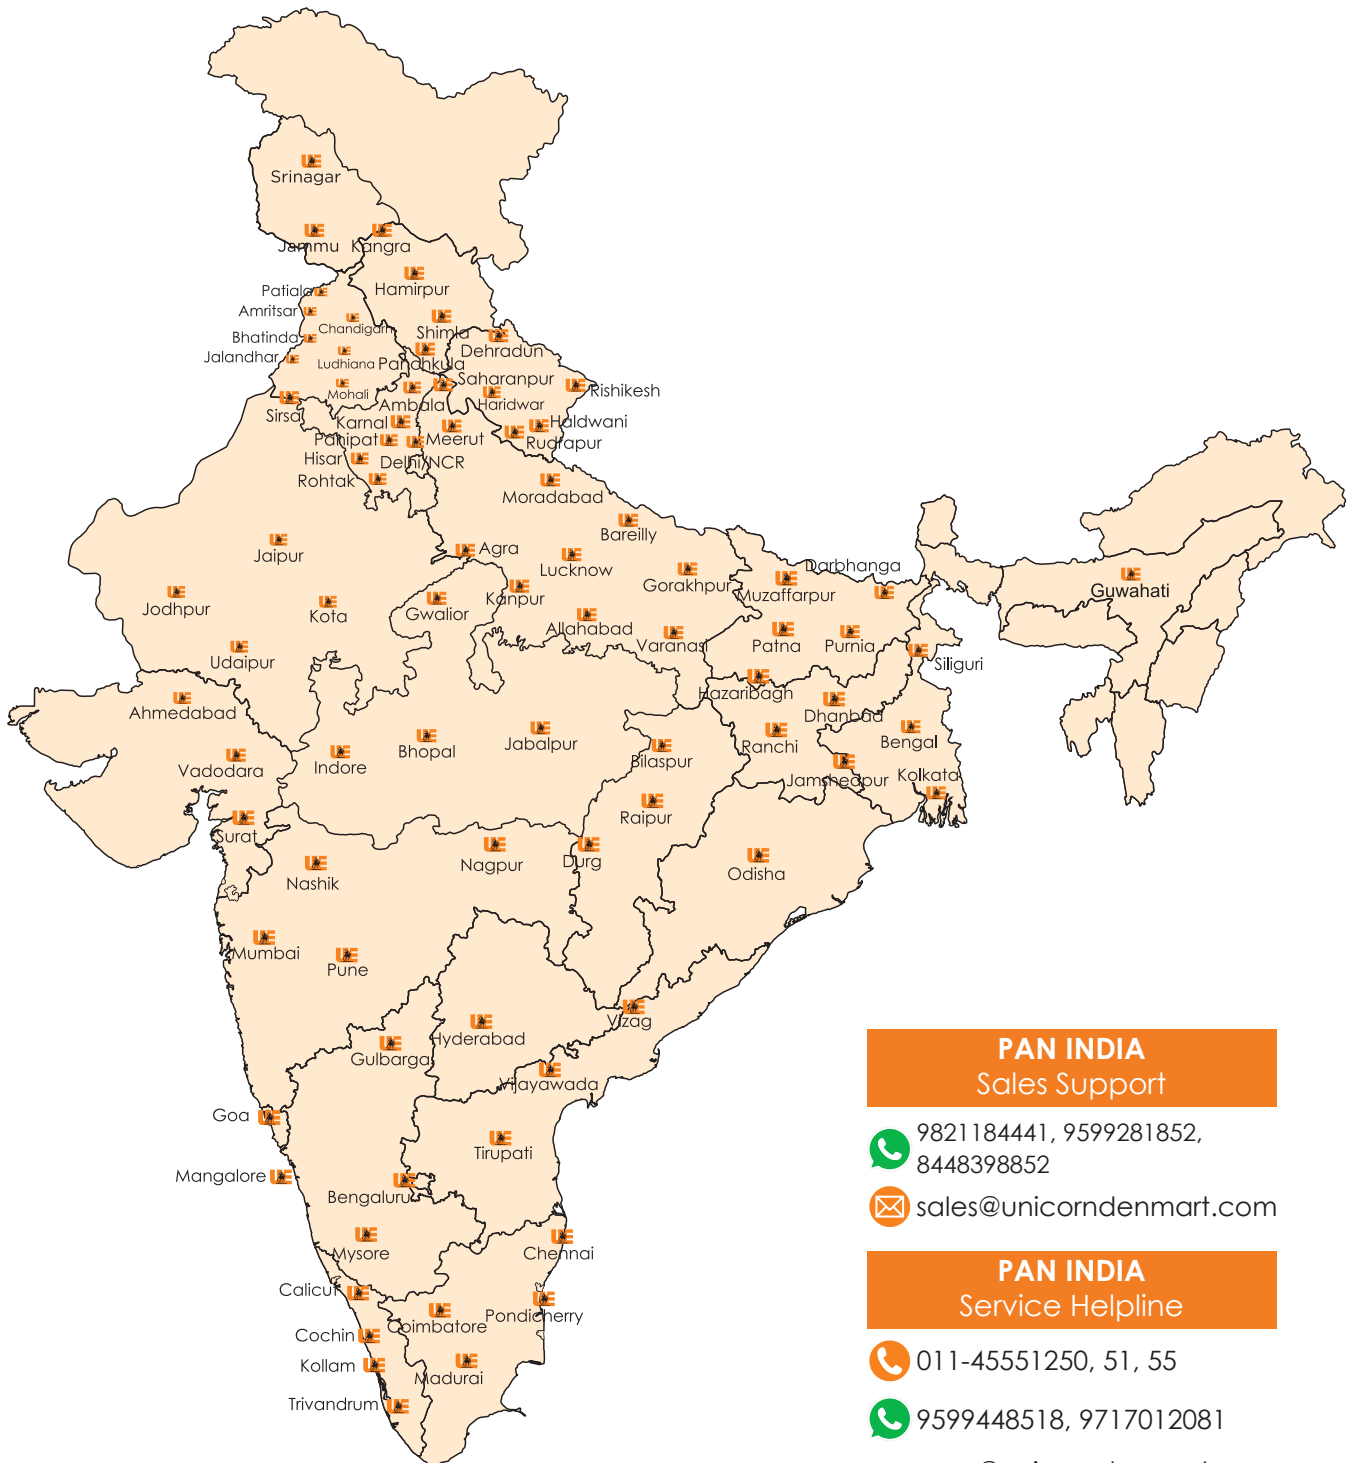 Srinagar
Jammu
Kangra
Hamirpur
Patiala
Amritsar
Chandigarh
Shimla
Bhatinda
Dehradun
Jalandhar
Ludhiana
Panchkula
Saharanpur
Rishikesh
Mohali
Ambala
Haridwar
Sirsa
Karnal
Haldwani
Panipat
Meerut
Rudrapur
Hisar
Delhi/NCR
Rohtak
Moradabad
Bareilly
Jaipur
Agra
Lucknow
Darbhanga
Gorakhpur
Muzaffarpur
Guwahati
Jodhpur
Kota
Gwalior
Kanpur
Allahabad
Varanasi
Patna
Purnia
Udaipur
Siliguri
Hazaribagh
Ahmedabad
Dhanbad
Bhopal
Jabalpur
Ranchi
Bengal
Vadodara
Indore
Bilaspur
Jamshedpur
Kolkata
Raipur
Surat
Nagpur
Durg
Odisha
Nashik
Mumbai
Pune
Vizag
Hyderabad
Gulbarga
Vijayawada
Goa
Tirupati
Mangalore
Bengaluru
Mysore
Chennai
Calicut
Coimbatore
Pondicherry
Cochin
Kollam
Madurai
Trivandrum
PAN INDIA
Sales Support
9821184441, 9599281852,
8448398852
sales@unicorndenmart.com
PAN INDIA
Service Helpline
011-45551250, 51, 55
9599448518, 9717012081